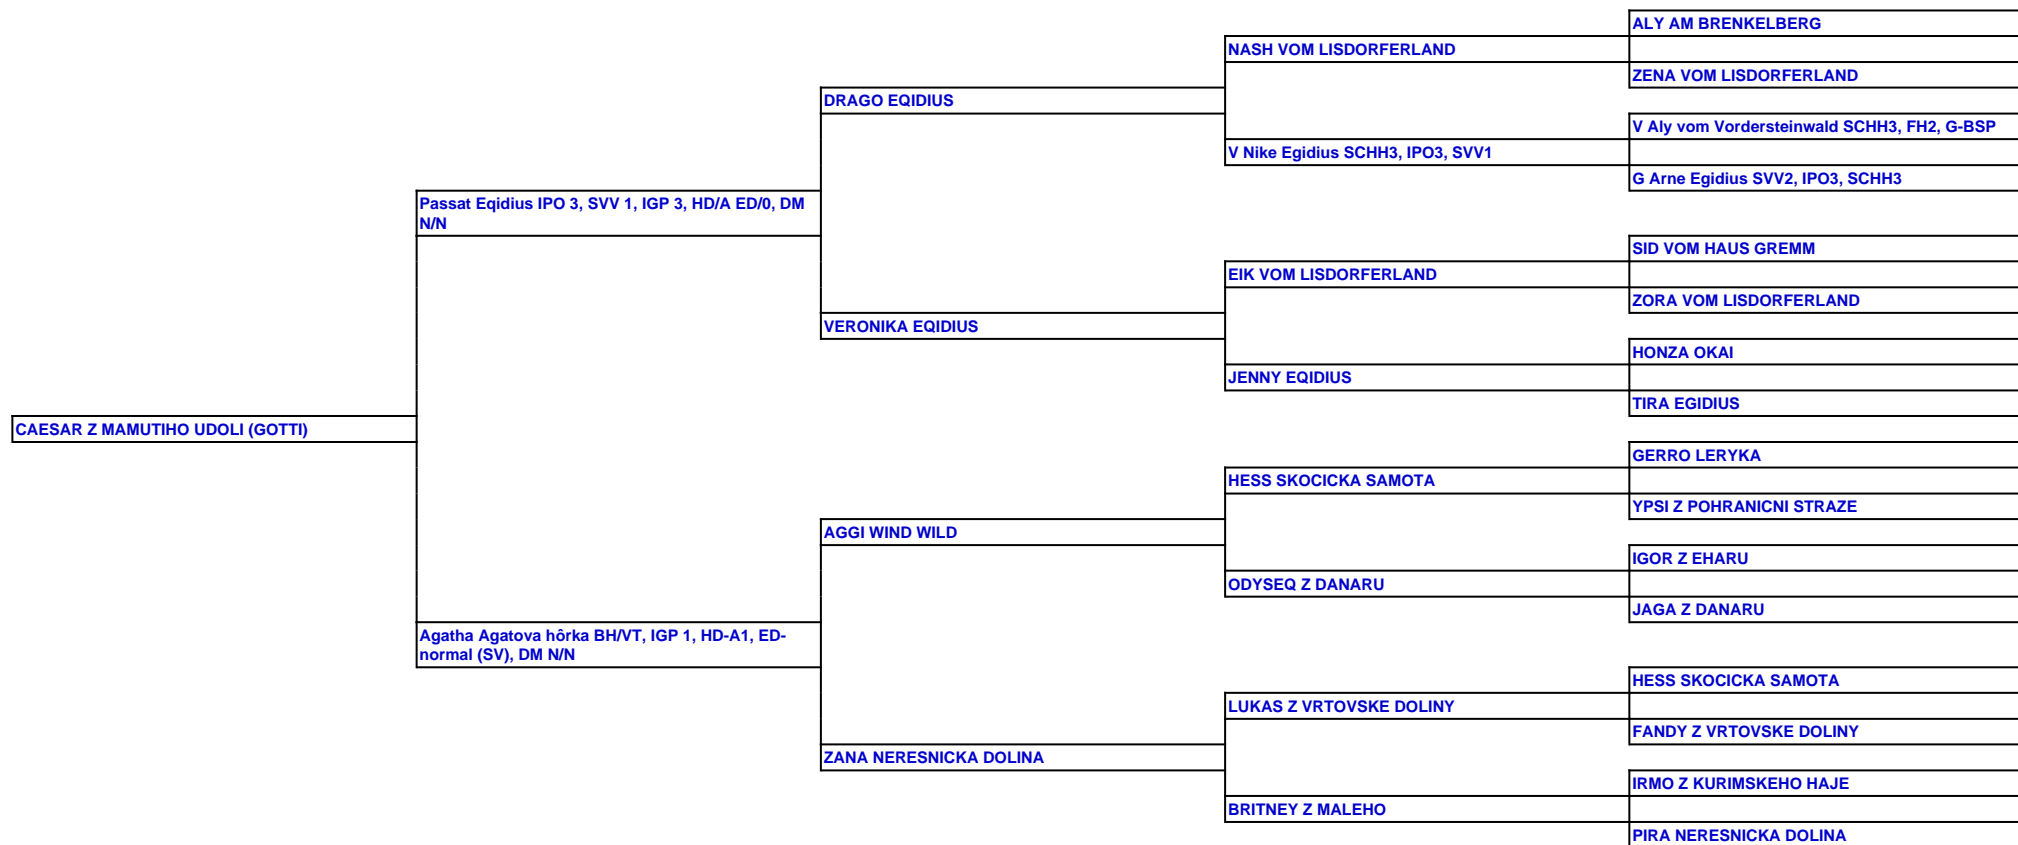 ALY AM BRENKELBERG
NASH VOM LISDORFERLAND
ZENA VOM LISDORFERLAND
DRAGO EQIDIUS
V Aly vom Vordersteinwald SCHH3, FH2, G-BSP
V Nike Egidius SCHH3, IPO3, SVV1
G Arne Egidius SVV2, IPO3, SCHH3
Passat Eqidius IPO 3, SVV 1, IGP 3, HD/A ED/0, DM
N/N
SID VOM HAUS GREMM
EIK VOM LISDORFERLAND
ZORA VOM LISDORFERLAND
VERONIKA EQIDIUS
HONZA OKAI
JENNY EQIDIUS
TIRA EGIDIUS
CAESAR Z MAMUTIHO UDOLI (GOTTI)
GERRO LERYKA
HESS SKOCICKA SAMOTA
YPSI Z POHRANICNI STRAZE
AGGI WIND WILD
IGOR Z EHARU
ODYSEQ Z DANARU
JAGA Z DANARU
Agatha Agatova hôrka BH/VT, IGP 1, HD-A1, ED-
normal (SV), DM N/N
HESS SKOCICKA SAMOTA
LUKAS Z VRTOVSKE DOLINY
FANDY Z VRTOVSKE DOLINY
ZANA NERESNICKA DOLINA
IRMO Z KURIMSKEHO HAJE
BRITNEY Z MALEHO
PIRA NERESNICKA DOLINA